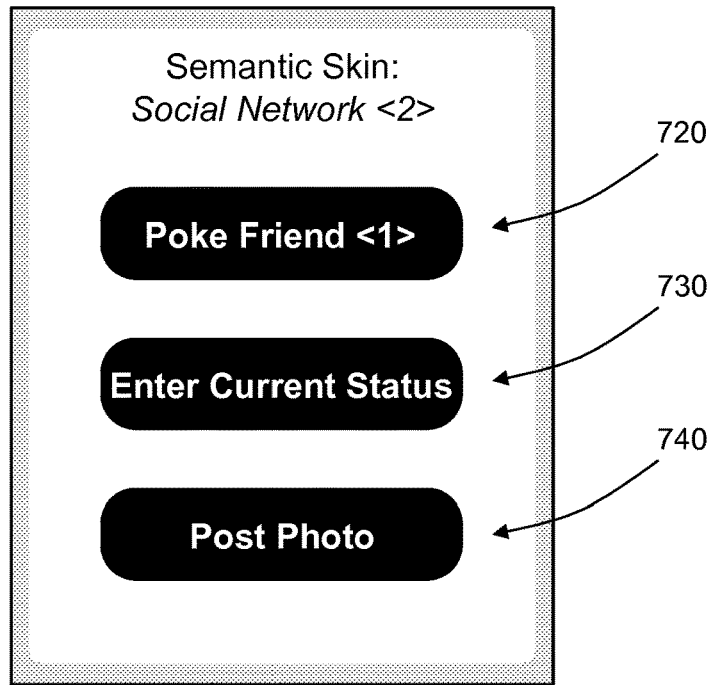 Semantic Skin:
Social Network <2>
720
Poke Friend <1>
730
Enter Current Status
740
Post Photo